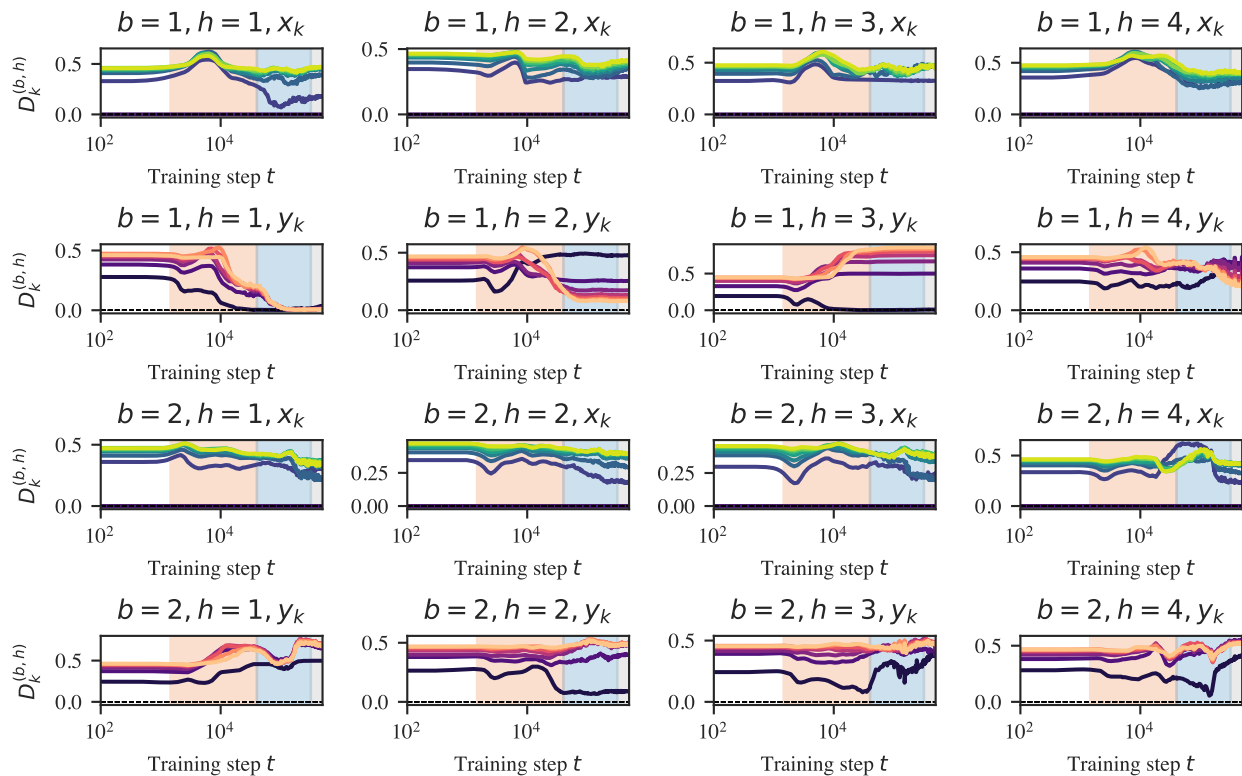 b = 1, h = 1, x_k b = 1, h = 2, x_k b = 1, h = 3, x_k b = 1, h = 4, x_k
D_k^{(b, h)}
0.5 0.5 0.5 0.5
0.0 0.0 0.0 0.0
10^2 10^4 10^2 10^4 10^2 10^4 10^2 10^4
Training step t Training step t Training step t Training step t
b = 1, h = 1, y_k b = 1, h = 2, y_k b = 1, h = 3, y_k b = 1, h = 4, y_k
D_k^{(b, h)}
0.5 0.5 0.5 0.5
0.0 0.0 0.0 0.0
10^2 10^4 10^2 10^4 10^2 10^4 10^2 10^4
Training step t Training step t Training step t Training step t
b = 2, h = 1, x_k b = 2, h = 2, x_k b = 2, h = 3, x_k b = 2, h = 4, x_k
D_k^{(b, h)}
0.5 0.25 0.25 0.5
0.0 0.00 0.00 0.0
10^2 10^4 10^2 10^4 10^2 10^4 10^2 10^4
Training step t Training step t Training step t Training step t
b = 2, h = 1, y_k b = 2, h = 2, y_k b = 2, h = 3, y_k b = 2, h = 4, y_k
D_k^{(b, h)}
0.5 0.5 0.5 0.5
0.0 0.0 0.0 0.0
10^2 10^4 10^2 10^4 10^2 10^4 10^2 10^4
Training step t Training step t Training step t Training step t